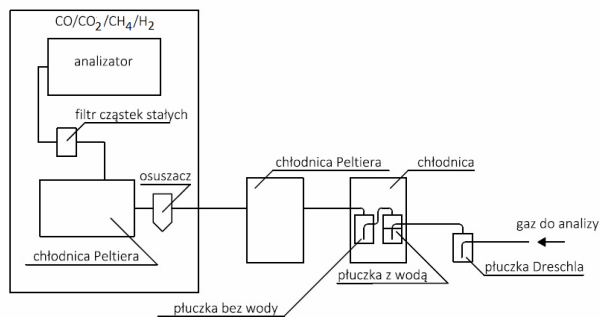 CO/CO2/CH4/H2
analizator
filtr cząstek stałych
osuszacz
chłodnica Peltiera
chłodnica Peltiera
chłodnica
gaz do analizy
płuczka Dreschla
płuczka z wodą
płuczka bez wody